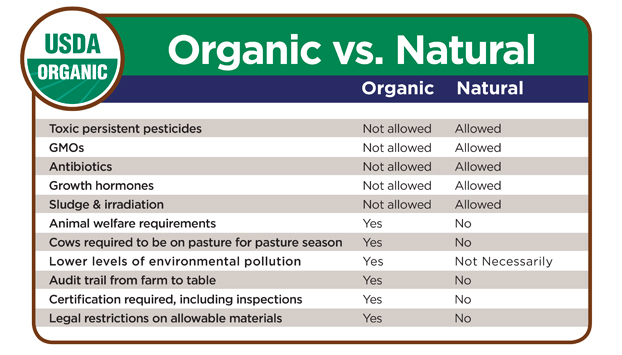 USDA
ORGANIC
Organic vs. Natural
Organic Natural
Toxic persistent pesticides Not allowed Allowed
GMOs Not allowed Allowed
Antibiotics Not allowed Allowed
Growth hormones Not allowed Allowed
Sludge & irradiation Not allowed Allowed
Animal welfare requirements Yes No
Cows required to be on pasture for pasture season Yes No
Lower levels of environmental pollution Yes Not Necessarily
Audit trail from farm to table Yes No
Certification required, including inspections Yes No
Legal restrictions on allowable materials Yes No